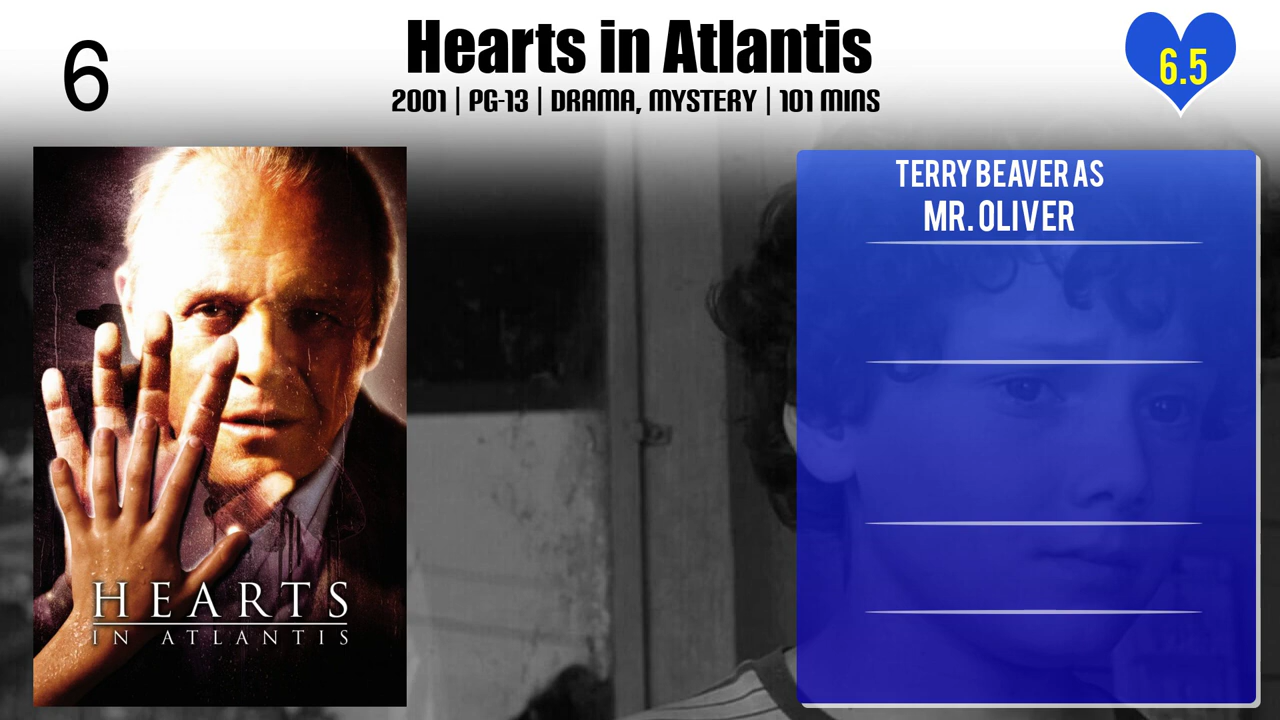 6
Hearts in Atlantis
2001 | PG-13 | DRAMA, MYSTERY | 101 MINS
6.5
TERRY BEAVER AS
MR. OLIVER
HEARTS
IN ATLANTIS